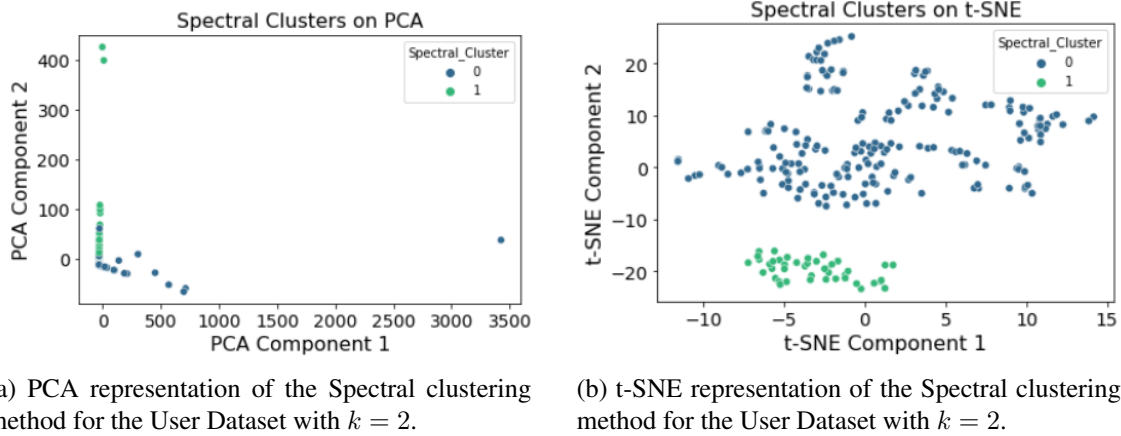 Spectral Clusters on PCA
Spectral_Cluster
0
1
400
300
200
100
0
PCA Component 2
0 500 1000 1500 2000 2500 3000 3500
PCA Component 1
a) PCA representation of the Spectral clustering
method for the User Dataset with k = 2.
Spectral Clusters on t-SNE
Spectral_Cluster
0
1
20
10
0
−10
−20
t-SNE Component 2
−10 −5 0 5 10 15
t-SNE Component 1
(b) t-SNE representation of the Spectral clustering
method for the User Dataset with k = 2.